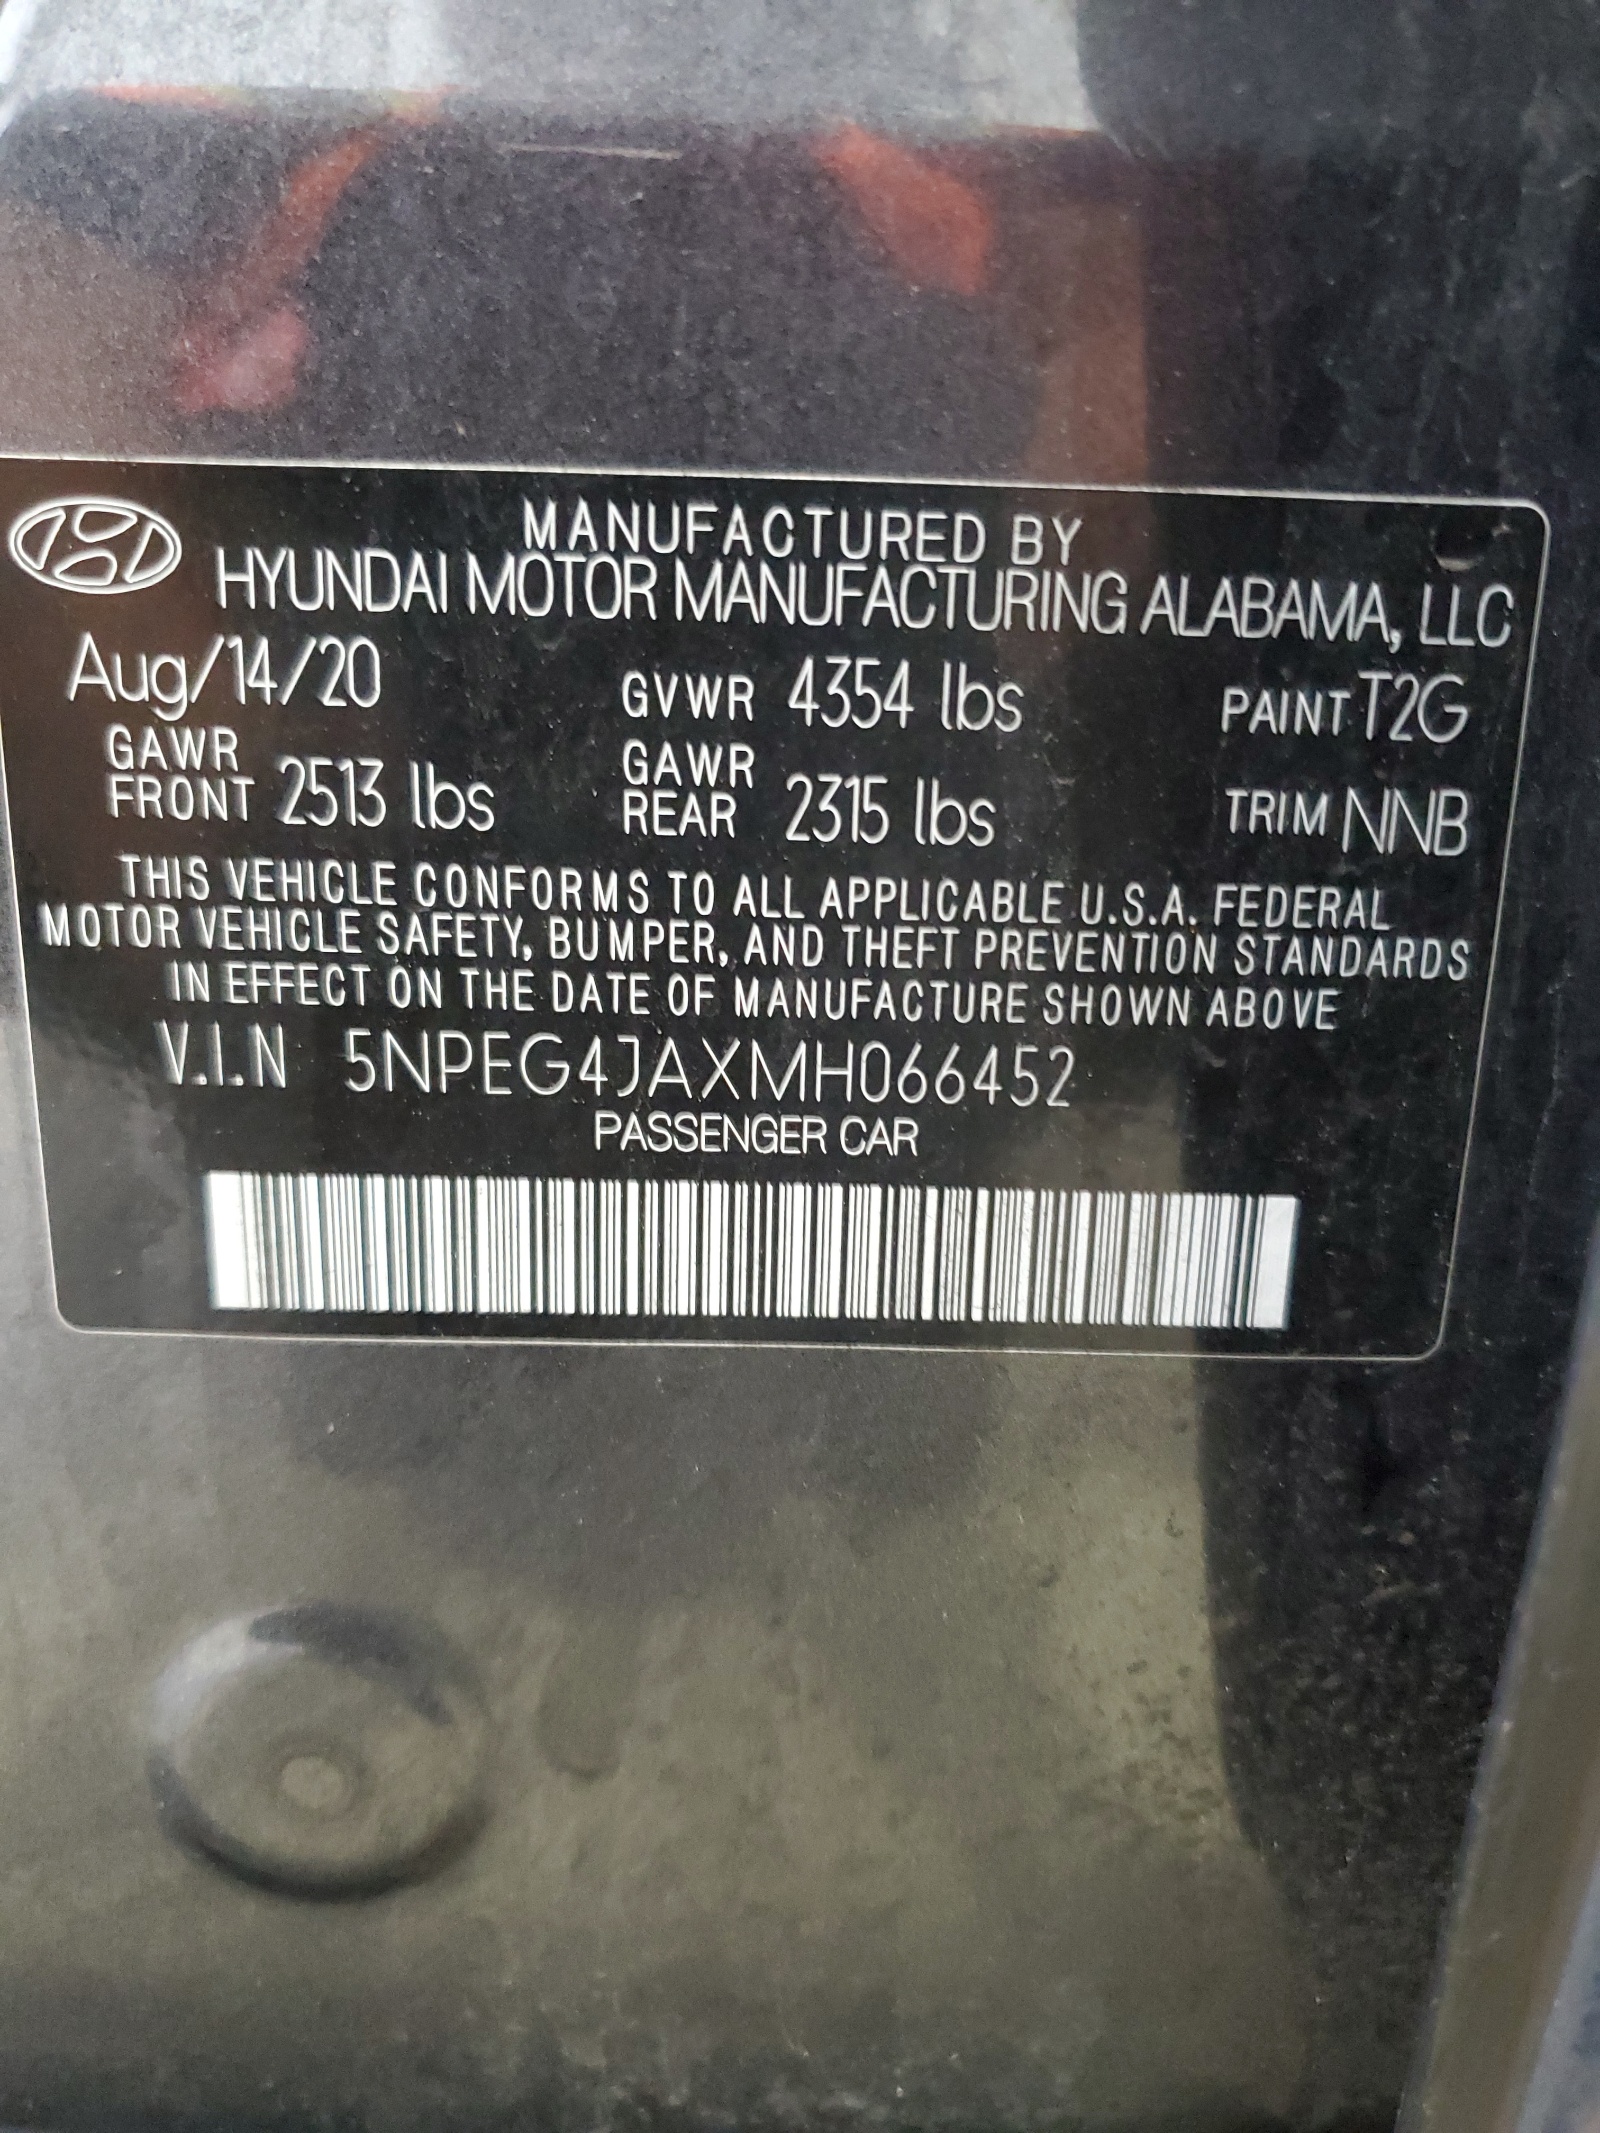 MANUFACTURED BY
HYUNDAI MOTOR MANUFACTURING ALABAMA, LLC
Aug/14/20 GVWR 4354 lbs PAINT T2G
GAWR FRONT 2513 lbs GAWR REAR 2315 lbs TRIM NNB
THIS VEHICLE CONFORMS TO ALL APPLICABLE U.S.A. FEDERAL
MOTOR VEHICLE SAFETY, BUMPER, AND THEFT PREVENTION STANDARDS
IN EFFECT ON THE DATE OF MANUFACTURE SHOWN ABOVE
V.I.N 5NPEG4JAXMH066452
PASSENGER CAR